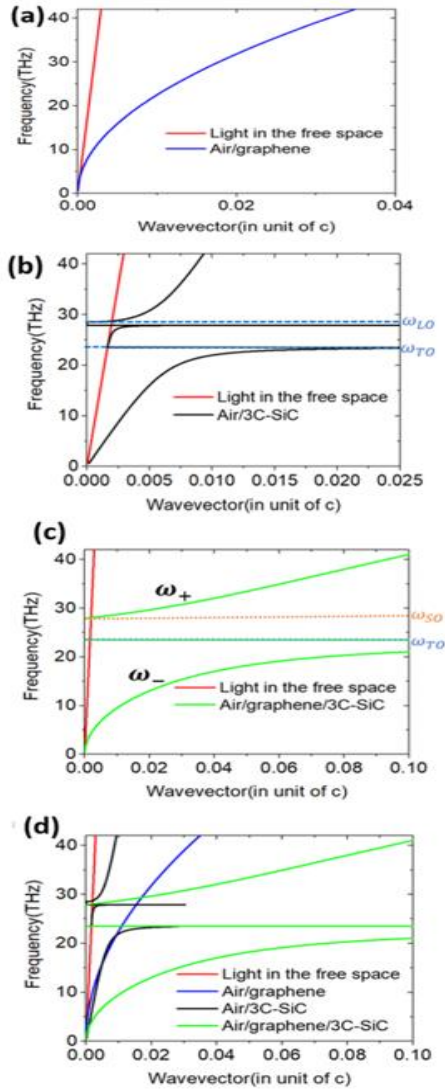 (a)
40
30
20
10
0
Frequency(THz)
Light in the free space
Air/graphene
0.00
0.02
0.04
Wavevector(in unit of c)
(b)
40
30
20
10
0
Frequency(THz)
ωLO
ωTO
Light in the free space
Air/3C-SiC
0.000 0.005 0.010 0.015 0.020 0.025
Wavevector(in unit of c)
(c)
40
30
20
10
0
Frequency(THz)
ω+
ωSO
ωTO
ω−
Light in the free space
Air/graphene/3C-SiC
0.00 0.02 0.04 0.06 0.08 0.10
Wavevector(in unit of c)
(d)
40
30
20
10
0
Frequency(THz)
Light in the free space
Air/graphene
Air/3C-SiC
Air/graphene/3C-SiC
0.00 0.02 0.04 0.06 0.08 0.10
Wavevector(in unit of c)